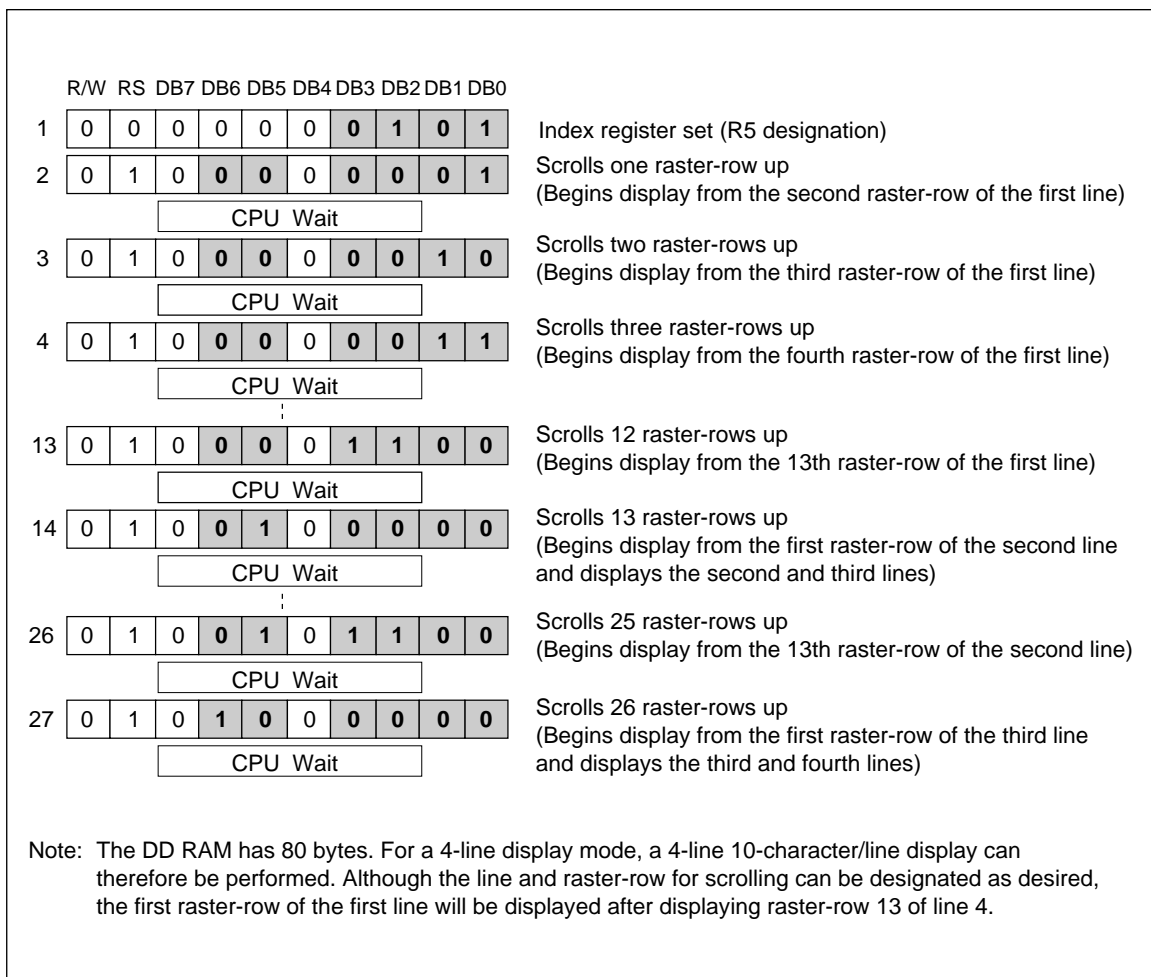 R/W RS DB7 DB6 DB5 DB4 DB3 DB2 DB1 DB0
1 0 0 0 0 0 0 0 1 0 1 Index register set (R5 designation)
2 0 1 0 0 0 0 0 0 0 1 Scrolls one raster-row up
(Begins display from the second raster-row of the first line)
CPU Wait
3 0 1 0 0 0 0 0 0 1 0 Scrolls two raster-rows up
(Begins display from the third raster-row of the first line)
CPU Wait
4 0 1 0 0 0 0 0 0 1 1 Scrolls three raster-rows up
(Begins display from the fourth raster-row of the first line)
CPU Wait
13 0 1 0 0 0 0 1 1 0 0 Scrolls 12 raster-rows up
(Begins display from the 13th raster-row of the first line)
CPU Wait
14 0 1 0 0 1 0 0 0 0 0 Scrolls 13 raster-rows up
(Begins display from the first raster-row of the second line
CPU Wait
and displays the second and third lines)
26 0 1 0 0 1 0 1 1 0 0 Scrolls 25 raster-rows up
(Begins display from the 13th raster-row of the second line)
CPU Wait
27 0 1 0 1 0 0 0 0 0 0 Scrolls 26 raster-rows up
(Begins display from the first raster-row of the third line
CPU Wait
and displays the third and fourth lines)
Note: The DD RAM has 80 bytes. For a 4-line display mode, a 4-line 10-character/line display can
therefore be performed. Although the line and raster-row for scrolling can be designated as desired,
the first raster-row of the first line will be displayed after displaying raster-row 13 of line 4.